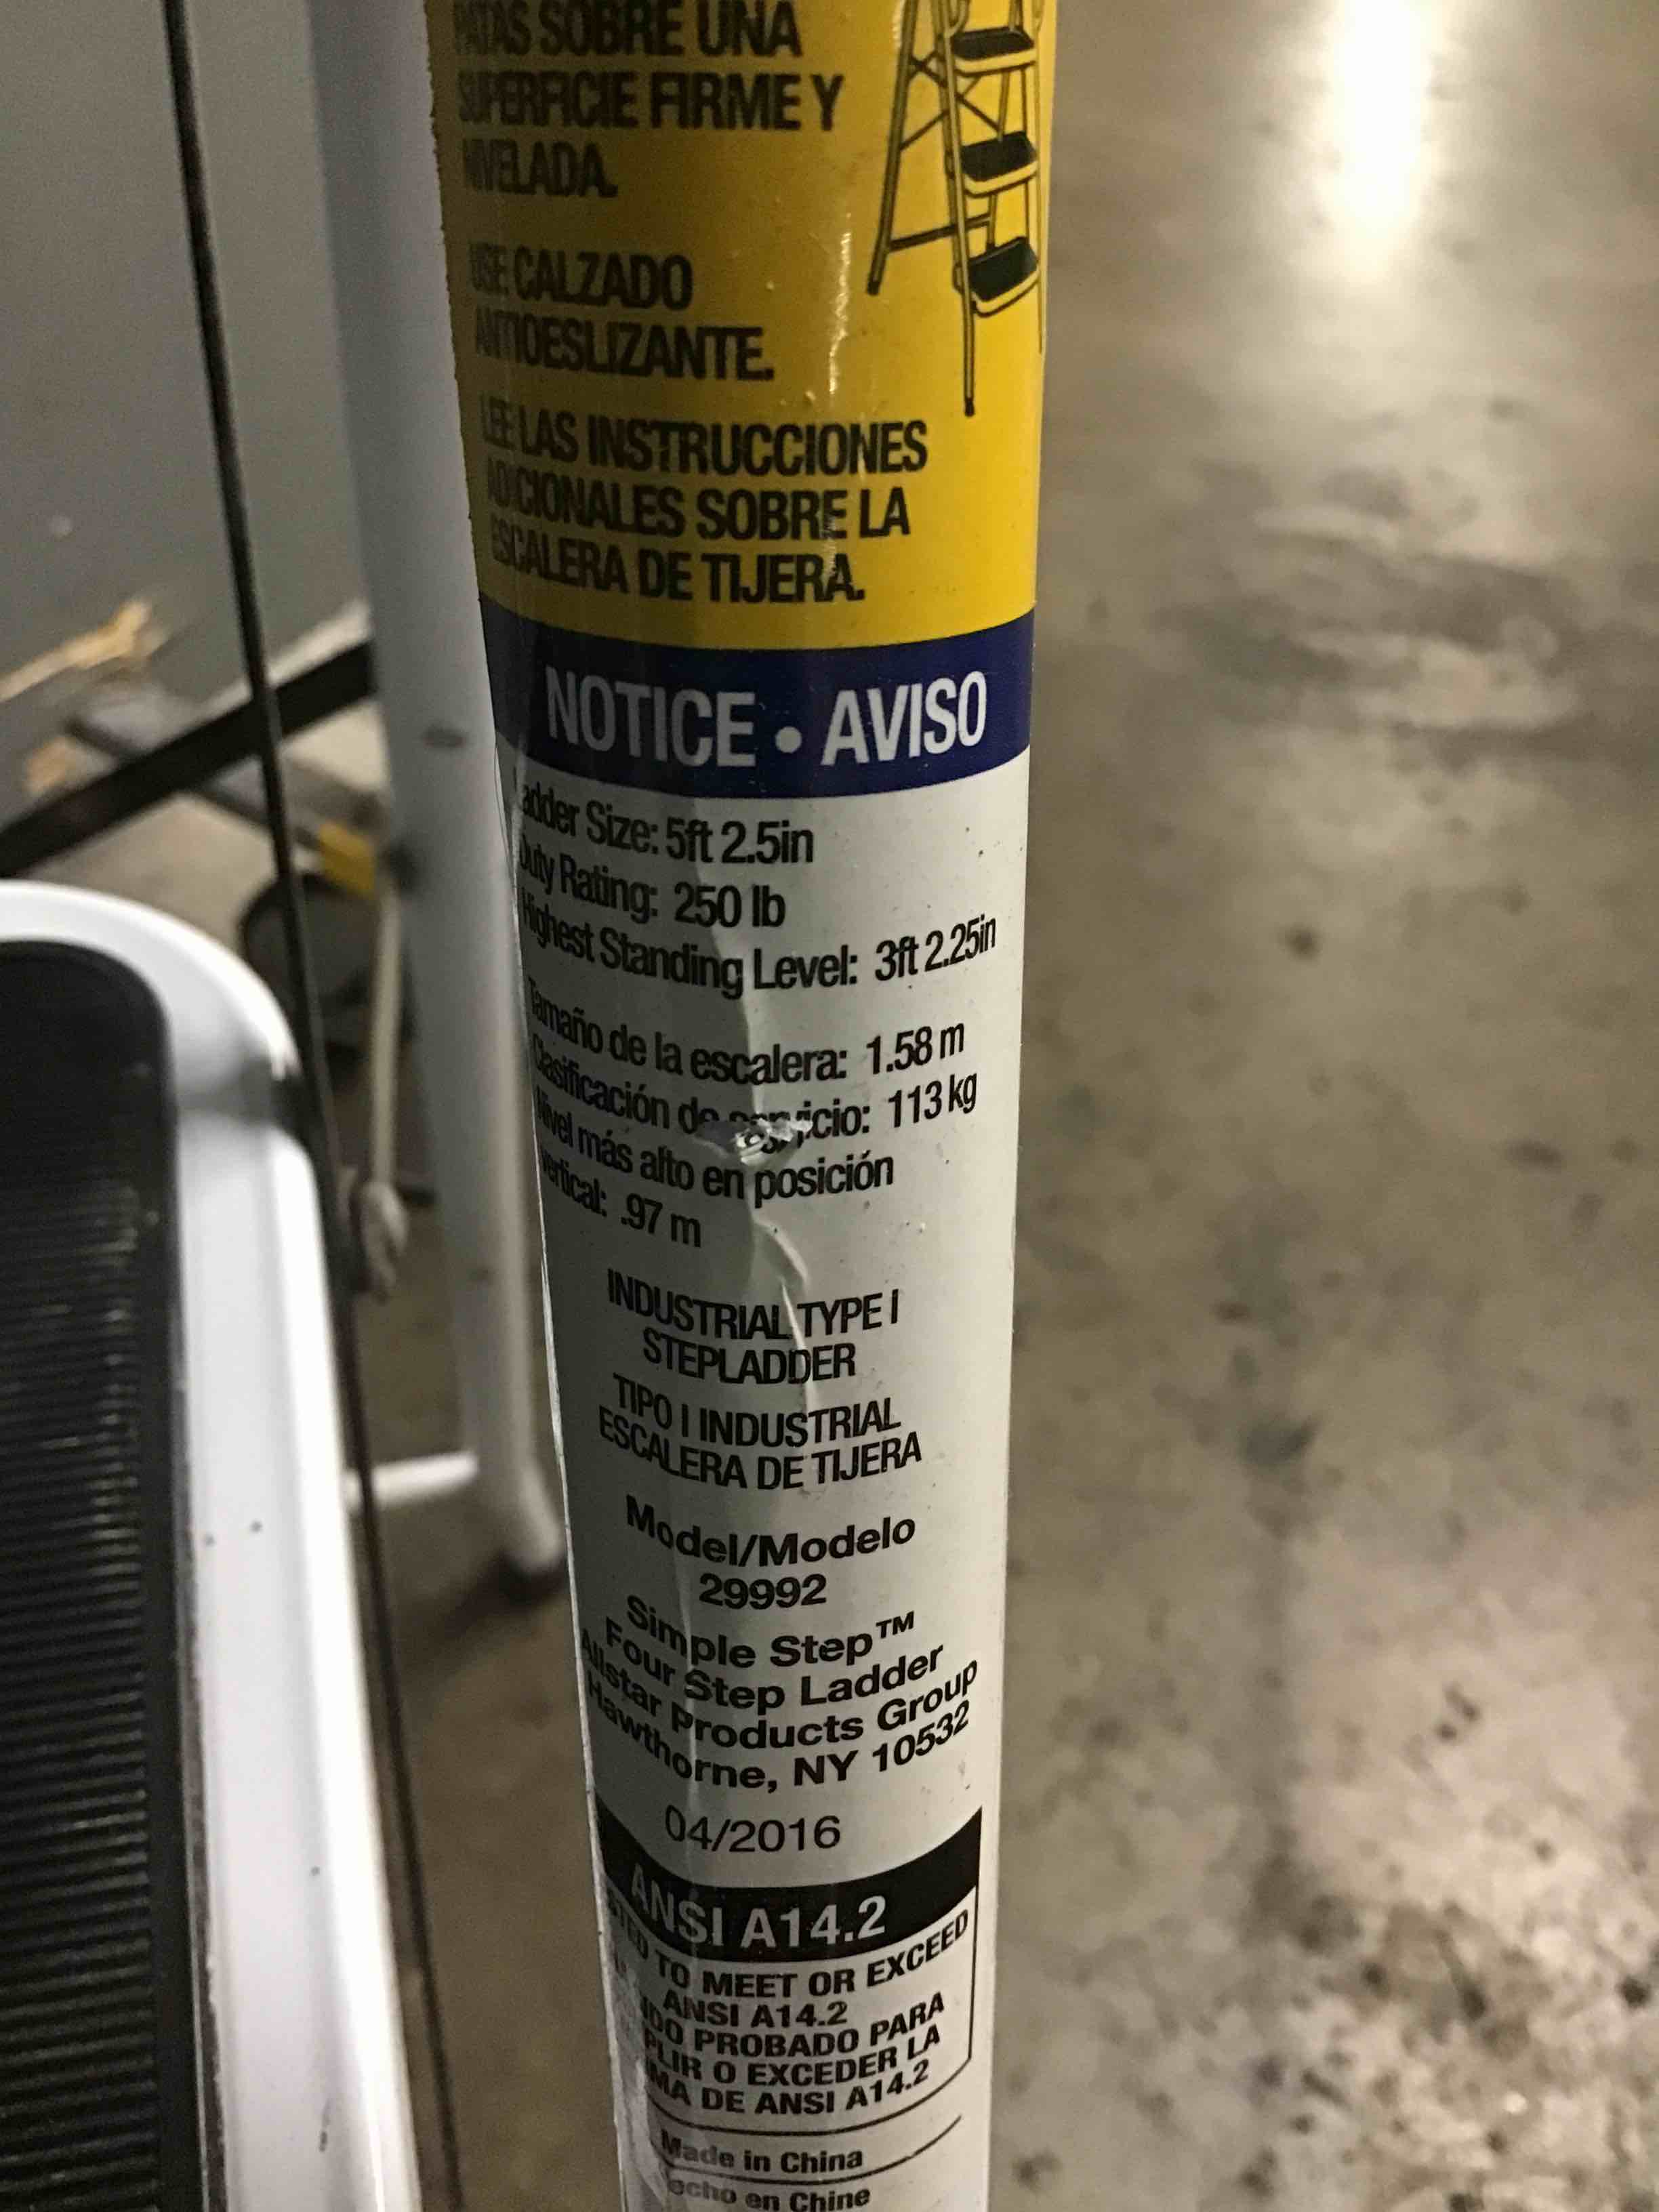 PATAS SOBRE UNA
SUPERFICIE FIRME Y
NIVELADA.
USE CALZADO
ANTIDESLIZANTE.
LEE LAS INSTRUCCIONES
ADICIONALES SOBRE LA
ESCALERA DE TIJERA.
NOTICE • AVISO
Ladder Size: 5ft 2.5in
Duty Rating: 250 lb
Highest Standing Level: 3ft 2.25in
Tamaño de la escalera: 1.58 m
Clasificación de servicio: 113 kg
Nivel más alto en posición
vertical: .97 m
INDUSTRIAL TYPE I
STEPLADDER
TIPO I INDUSTRIAL
ESCALERA DE TIJERA
Model/Modelo
29992
Simple Step™
Four Step Ladder
Allstar Products Group
Hawthorne, NY 10532
04/2016
ANSI A14.2
TO MEET OR EXCEED
ANSI A14.2
PROBADO PARA
O EXCEDER LA
DE ANSI A14.2
Made in China
en Chine